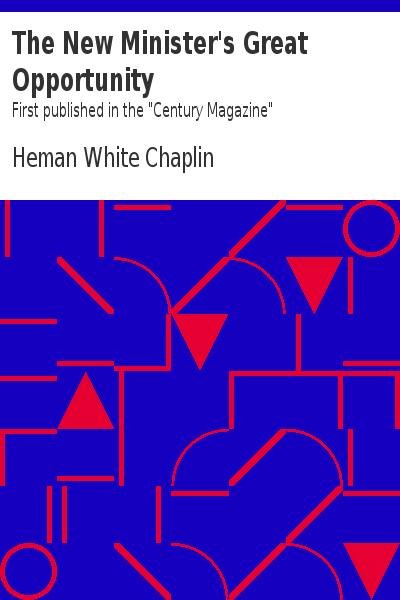 The New Minister's Great
Opportunity
First published in the "Century Magazine"
Heman White Chaplin